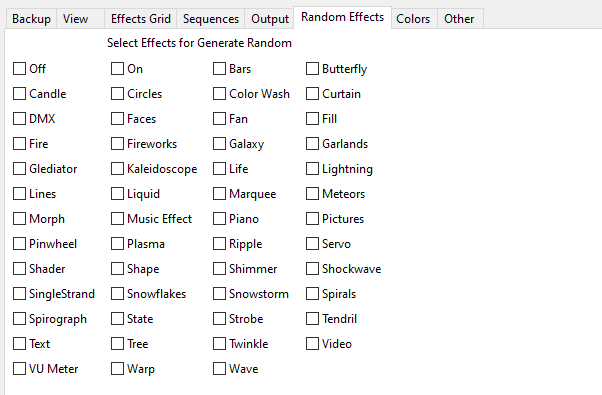 Backup View Effects Grid Sequences Output Random Effects Colors Other
Select Effects for Generate Random
Off On Bars Butterfly
Candle Circles Color Wash Curtain
DMX Faces Fan Fill
Fire Fireworks Galaxy Garlands
Glediator Kaleidoscope Life Lightning
Lines Liquid Marquee Meteors
Morph Music Effect Piano Pictures
Pinwheel Plasma Ripple Servo
Shader Shape Shimmer Shockwave
SingleStrand Snowflakes Snowstorm Spirals
Spirograph State Strobe Tendril
Text Tree Twinkle Video
VU Meter Warp Wave